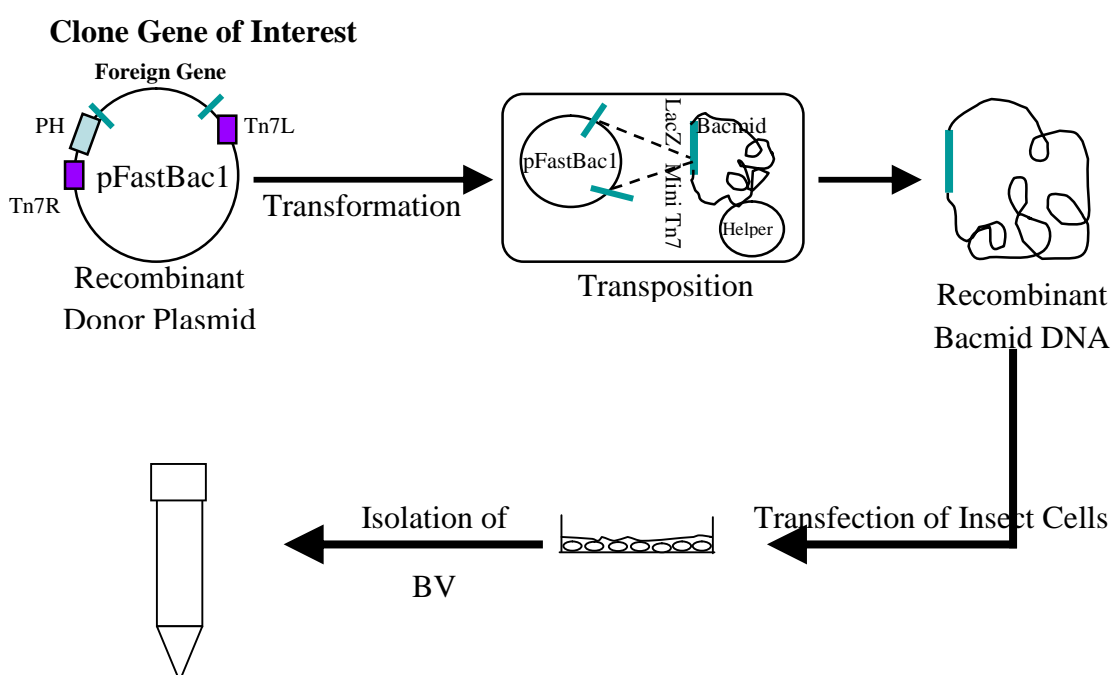 Clone Gene of Interest
Foreign Gene
PH
Tn7L
pFastBac1
Tn7R
Transformation
Recombinant
Donor Plasmid
LacZ Mini Tn7
Bacmid
pFastBac1
Helper
Transposition
Recombinant
Bacmid DNA
Transfection of Insect Cells
Isolation of
BV